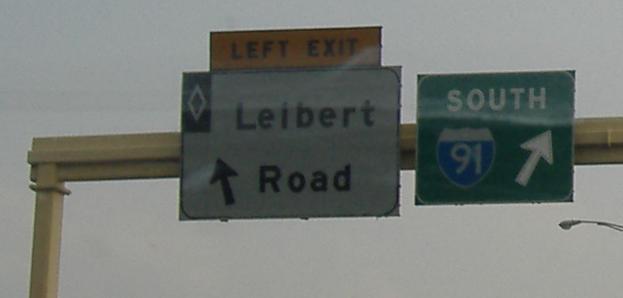 LEFT EXIT
Leibert
Road
SOUTH
91